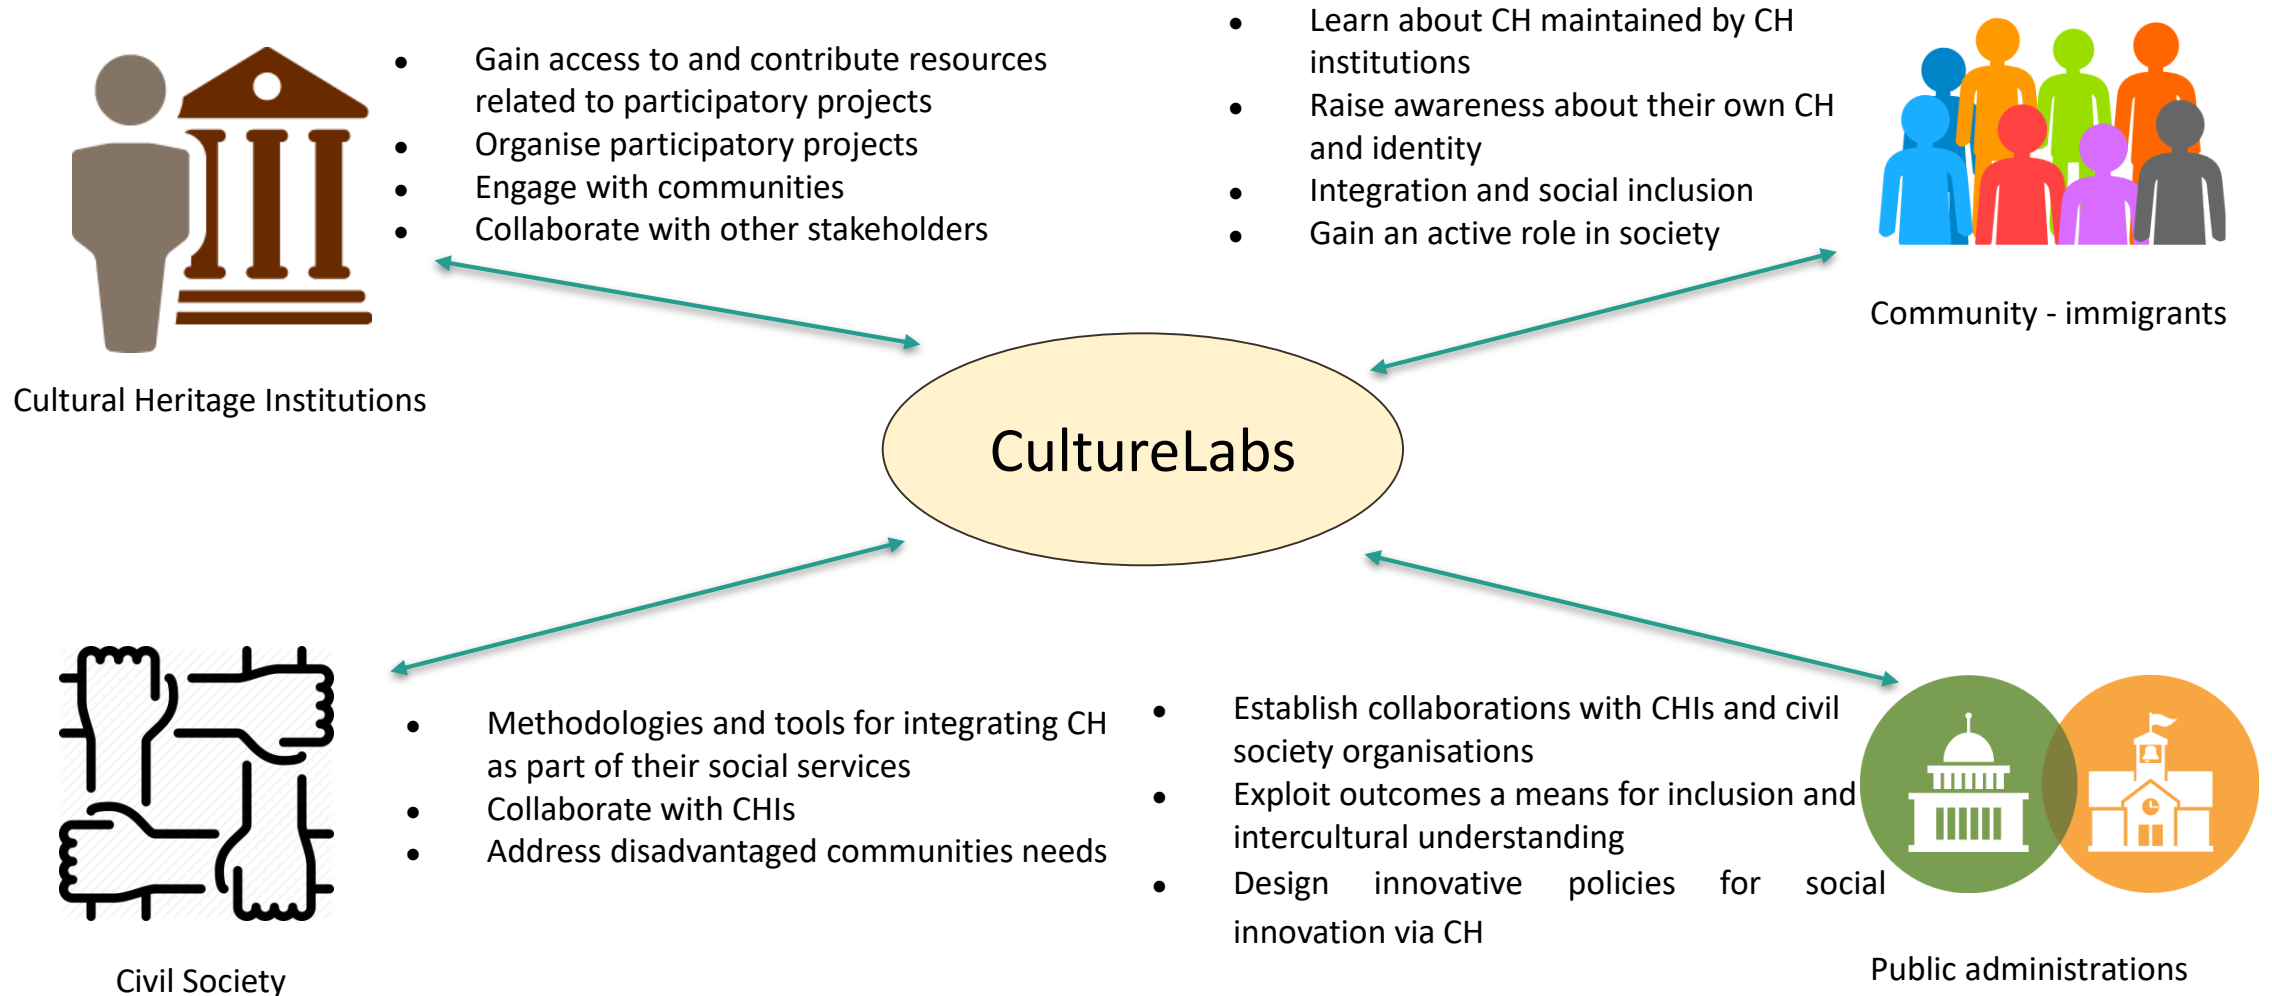 • Gain access to and contribute resources
related to participatory projects
• Organise participatory projects
• Engage with communities
• Collaborate with other stakeholders
Cultural Heritage Institutions
• Learn about CH maintained by CH
institutions
• Raise awareness about their own CH
and identity
• Integration and social inclusion
• Gain an active role in society
Community - immigrants
CultureLabs
• Methodologies and tools for integrating CH
as part of their social services
• Collaborate with CHIs
• Address disadvantaged communities needs
Civil Society
• Establish collaborations with CHIs and civil
society organisations
• Exploit outcomes a means for inclusion and
intercultural understanding
• Design innovative policies for social
innovation via CH
Public administrations